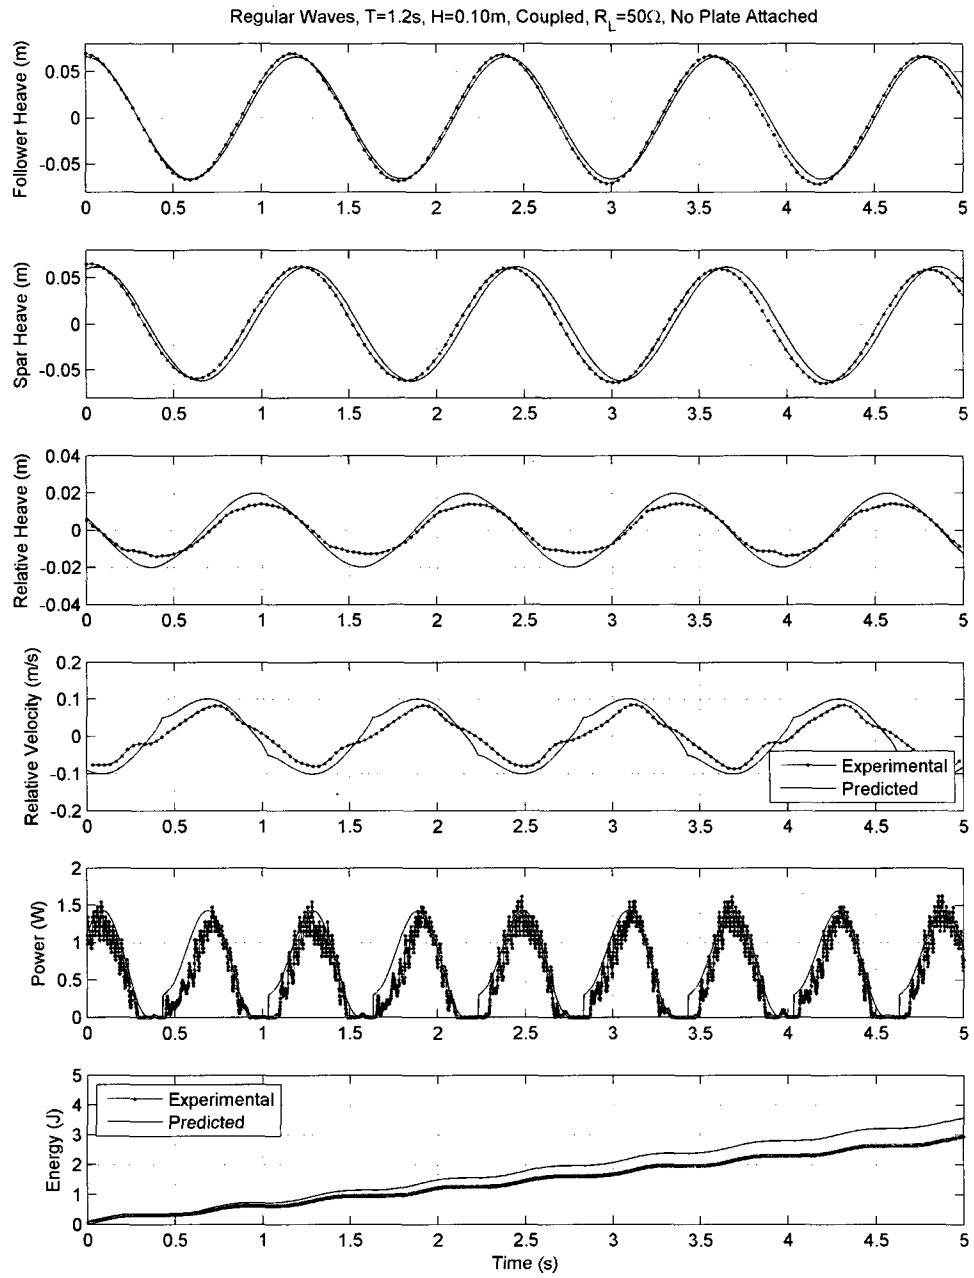 Regular Waves, T=1.2s, H=0.10m, Coupled, R_L=50Ω, No Plate Attached
Follower Heave (m)
0.05
0
-0.05
0 0.5 1 1.5 2 2.5 3 3.5 4 4.5 5
Spar Heave (m)
0.05
0
-0.05
0 0.5 1 1.5 2 2.5 3 3.5 4 4.5 5
Relative Heave (m)
0.04
0.02
0
-0.02
-0.04
0 0.5 1 1.5 2 2.5 3 3.5 4 4.5 5
Relative Velocity (m/s)
0.2
0.1
0
-0.1
-0.2
Experimental
Predicted
0 0.5 1 1.5 2 2.5 3 3.5 4 4.5 5
Power (W)
2
1.5
1
0.5
0
0 0.5 1 1.5 2 2.5 3 3.5 4 4.5 5
Energy (J)
5
4
3
2
1
0
Experimental
Predicted
0 0.5 1 1.5 2 2.5 3 3.5 4 4.5 5
Time (s)